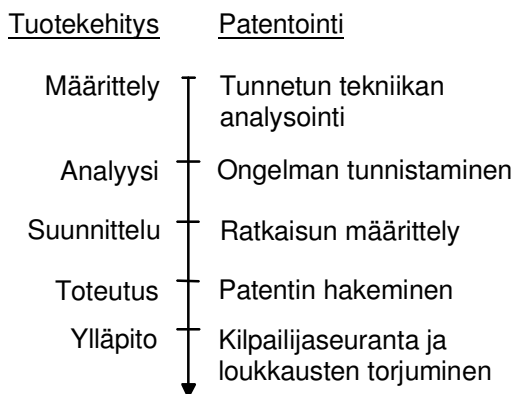 Tuotekehitys Patentointi
Määrittely Tunnetun tekniikan
analysointi
Analyysi Ongelman tunnistaminen
Suunnittelu Ratkaisun määrittely
Toteutus Patentin hakeminen
Ylläpito Kilpailijaseuranta ja
loukkausten torjuminen